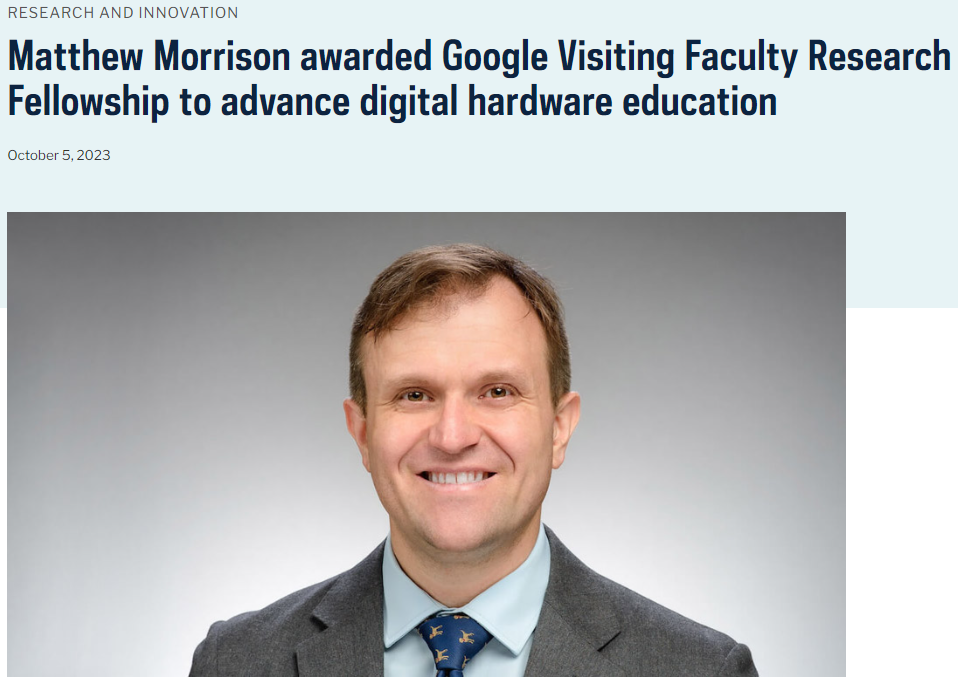 RESEARCH AND INNOVATION
Matthew Morrison awarded Google Visiting Faculty Research
Fellowship to advance digital hardware education
October 5, 2023